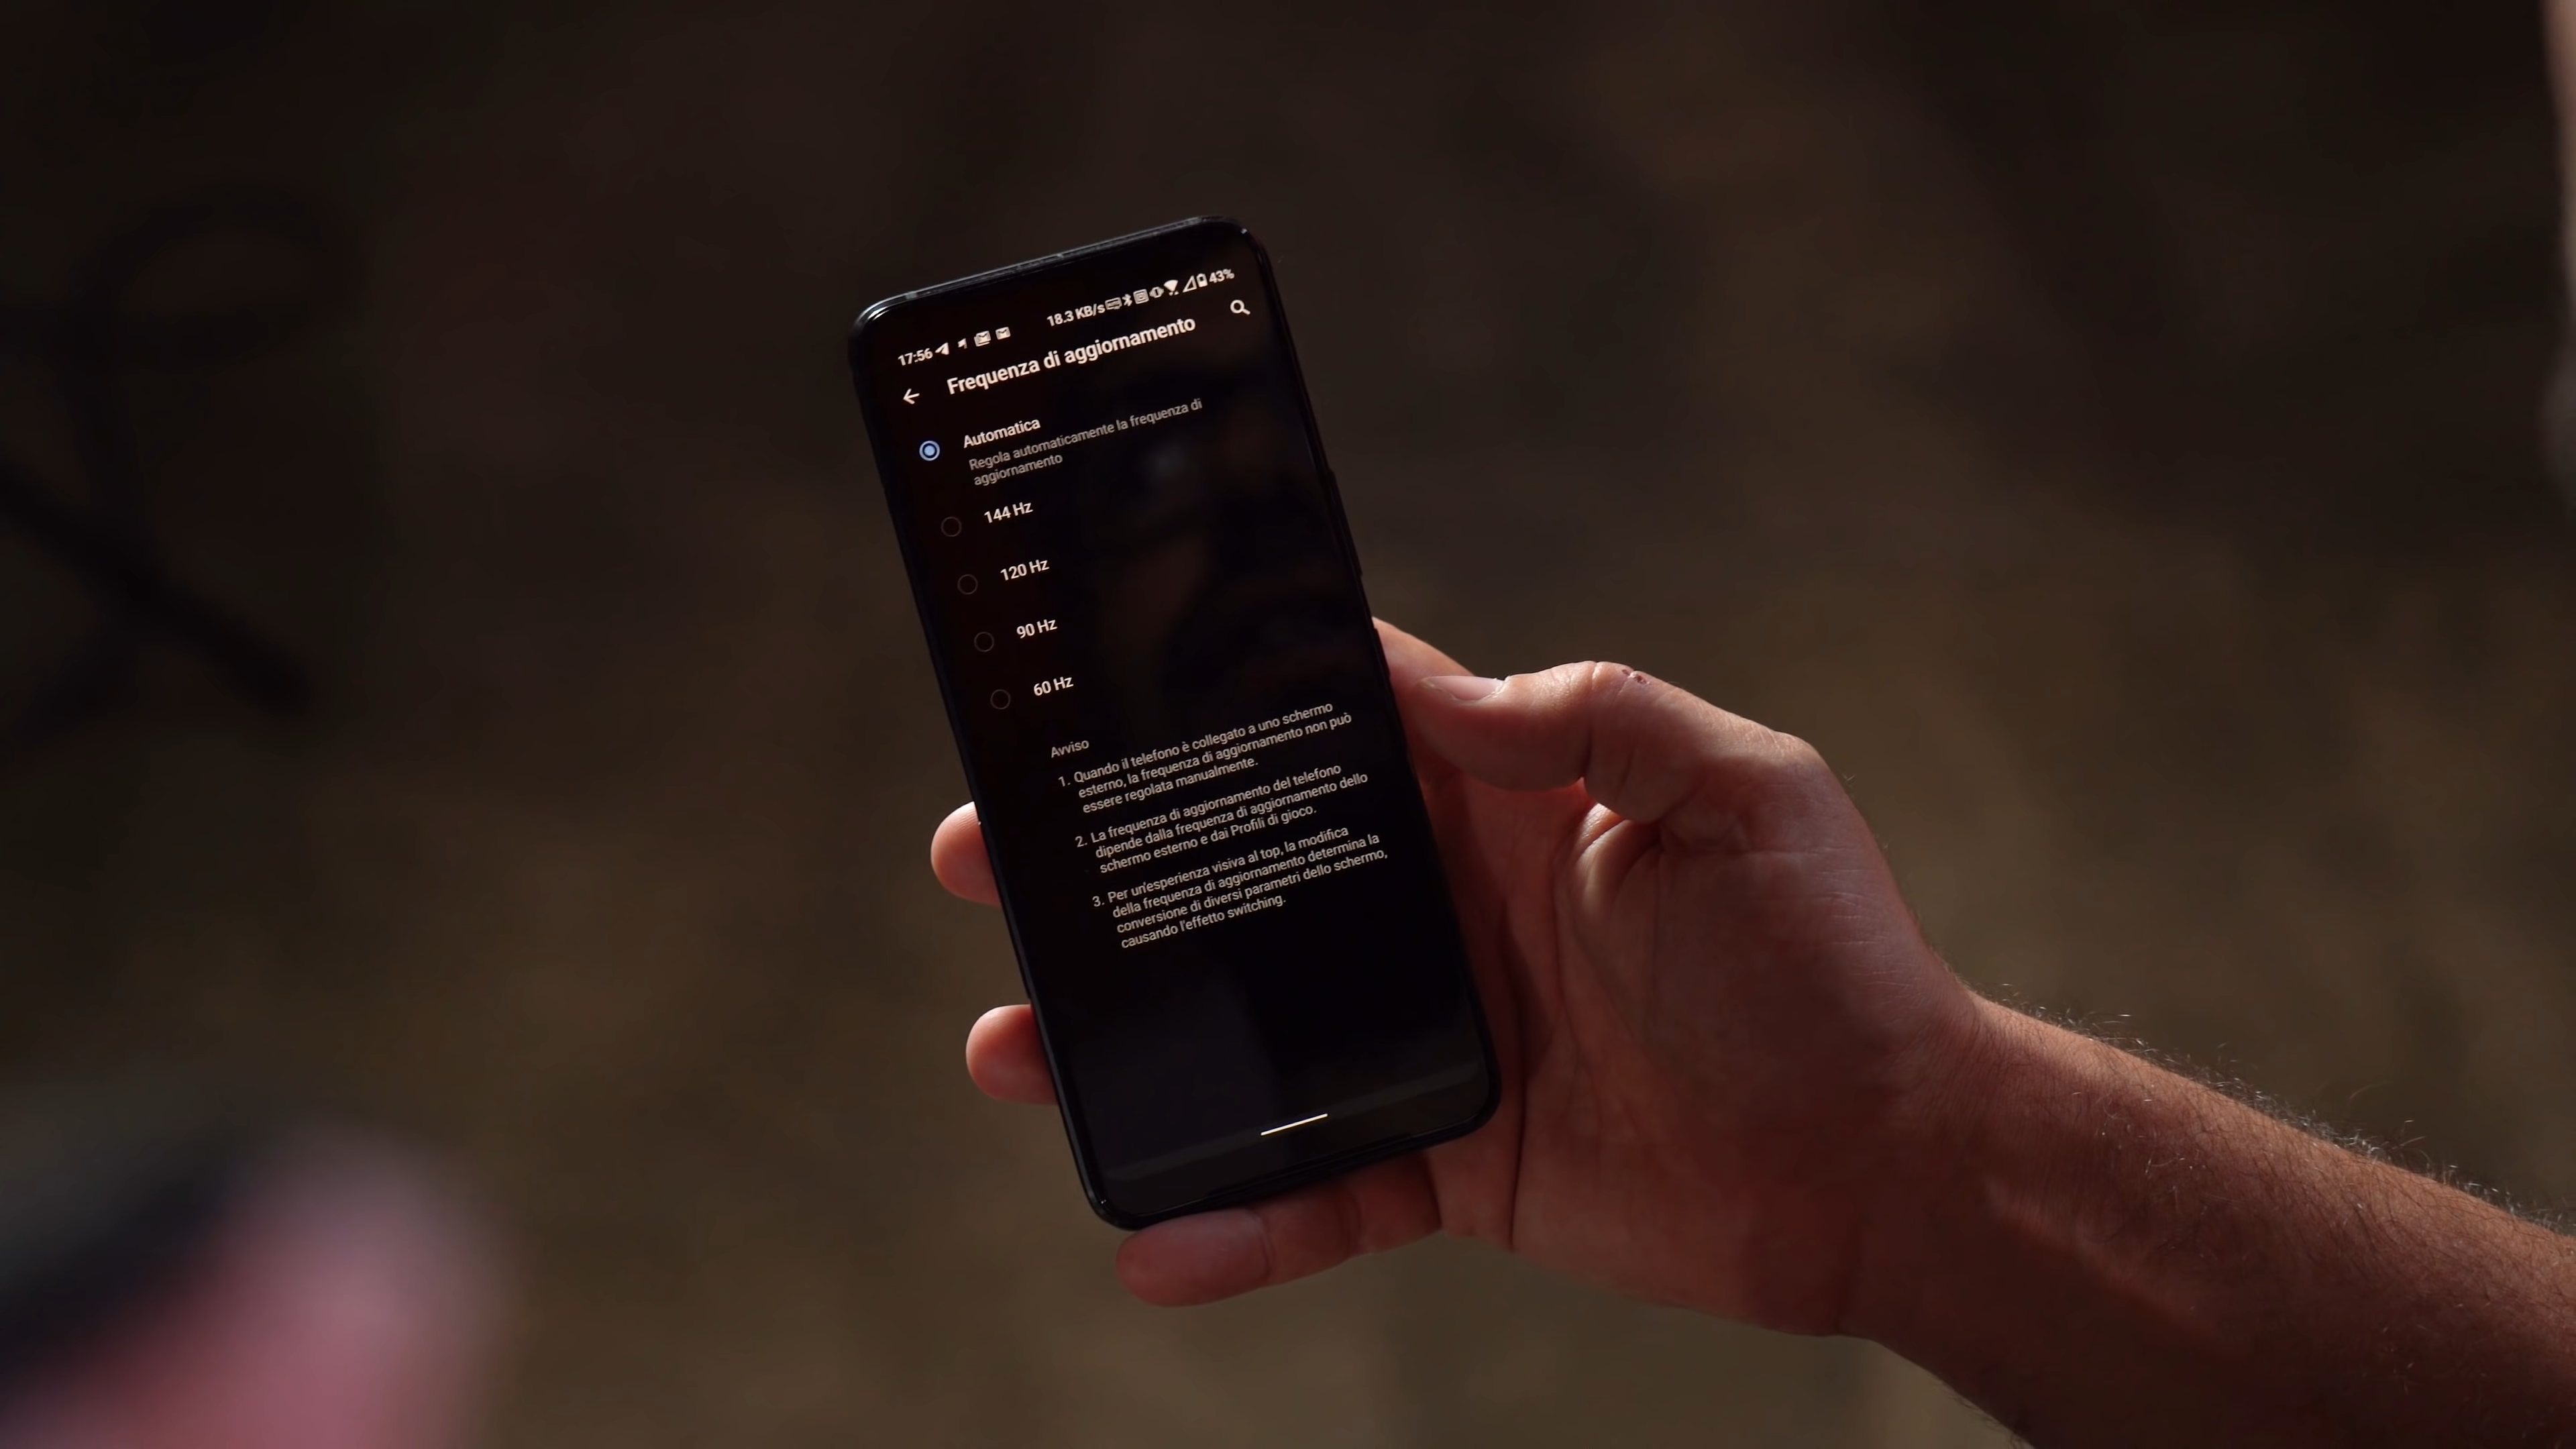 17:56 18.3 KB/s 43%
Frequenza di aggiornamento
Automatica
Regola automaticamente la frequenza di
aggiornamento
144 Hz
120 Hz
90 Hz
60 Hz
Avviso
1. Quando il telefono è collegato a uno schermo
esterno, la frequenza di aggiornamento non può
essere regolata manualmente.
2. La frequenza di aggiornamento del telefono
dipende dalla frequenza di aggiornamento dello
schermo esterno e dai Profili di gioco.
3. Per un'esperienza visiva al top, la modifica
della frequenza di aggiornamento determina la
conversione di diversi parametri dello schermo,
causando l'effetto switching.